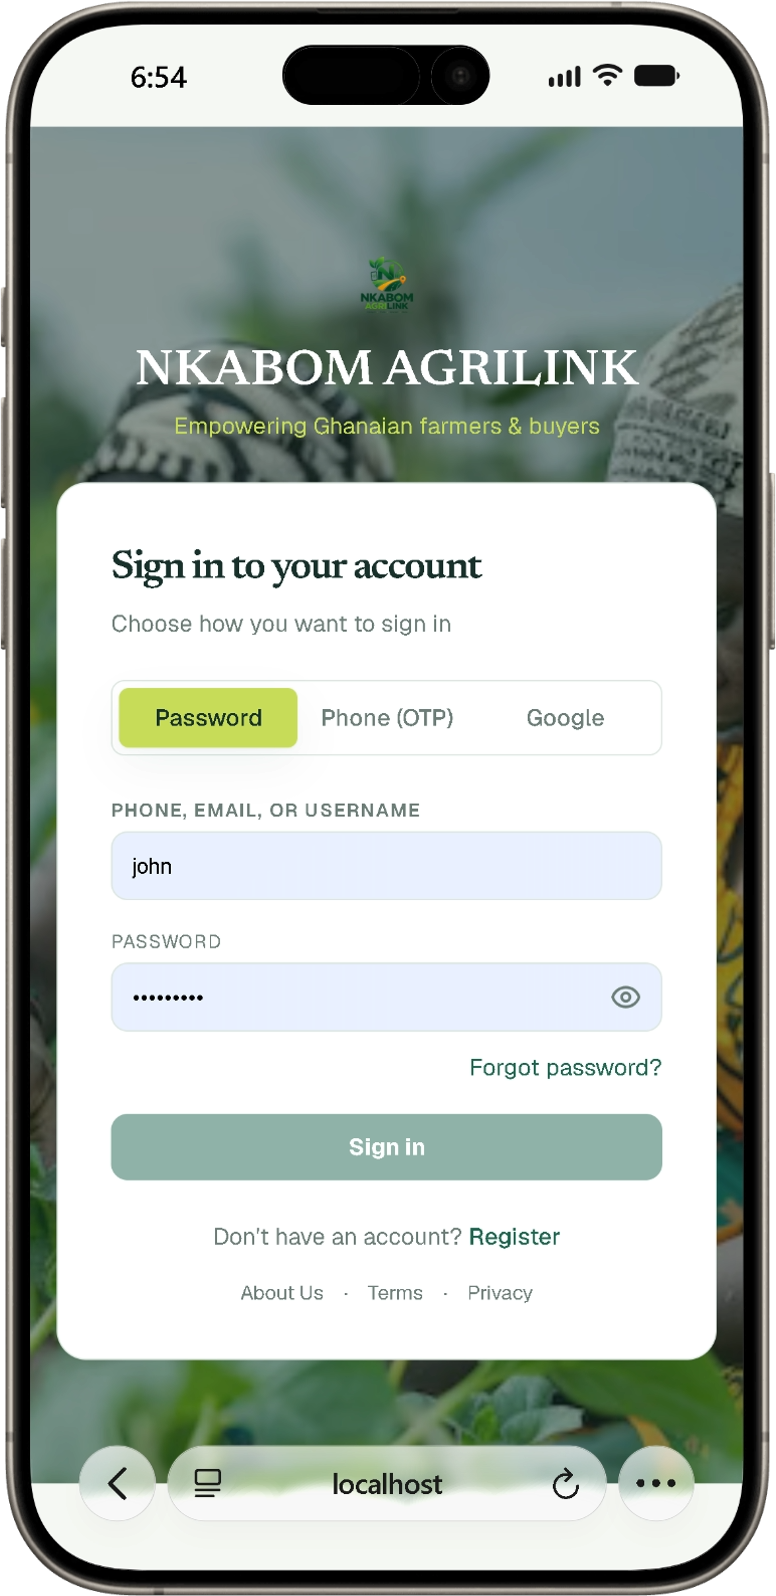 6:54
NKABOM
AGRILINK
NKABOM AGRILINK
Empowering Ghanaian farmers & buyers
Sign in to your account
Choose how you want to sign in
Password Phone (OTP) Google
PHONE, EMAIL, OR USERNAME
john
PASSWORD
•••••••••
Forgot password?
Sign in
Don't have an account? Register
About Us · Terms · Privacy
localhost